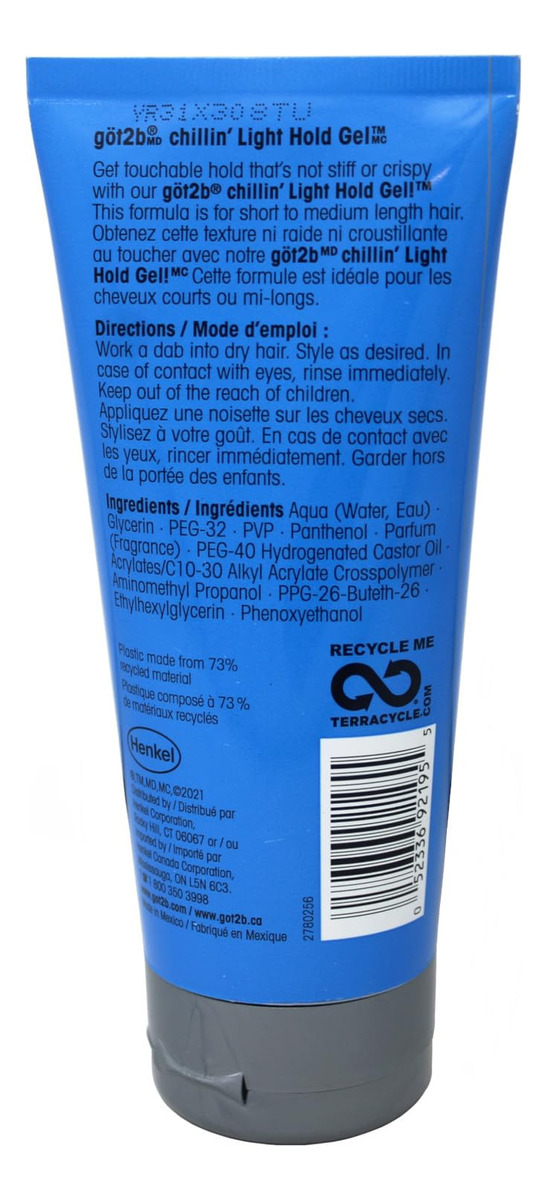 VR31X308TU
göt2b®MD chillin' Light Hold Gel™MC
Get touchable hold that's not stiff or crispy
with our göt2b® chillin' Light Hold Gel!™
This formula is for short to medium length hair.
Obtenez cette texture ni raide ni croustillante
au toucher avec notre göt2bMD chillin' Light
Hold Gel!MC Cette formule est idéale pour les
cheveux courts ou mi-longs.
Directions / Mode d'emploi :
Work a dab into dry hair. Style as desired. In
case of contact with eyes, rinse immediately.
Keep out of the reach of children.
Appliquez une noisette sur les cheveux secs.
Stylisez à votre goût. En cas de contact avec
les yeux, rincer immédiatement. Garder hors
de la portée des enfants.
Ingredients / Ingrédients Aqua (Water, Eau) ·
Glycerin · PEG-32 · PVP · Panthenol · Parfum
(Fragrance) · PEG-40 Hydrogenated Castor Oil ·
Acrylates/C10-30 Alkyl Acrylate Crosspolymer ·
Aminomethyl Propanol · PPG-26-Buteth-26 ·
Ethylhexylglycerin · Phenoxyethanol
Plastic made from 73%
recycled material
Plastique composé à 73 %
de matériaux recyclés
RECYCLE ME
TERRACYCLE®.COM
Henkel
®,TM,MD,MC,©2021
Distributed by / Distribué par
Henkel Corporation,
Rocky Hill, CT 06067 or / ou
Imported by / Importé par
Henkel Canada Corporation,
Mississauga, ON L5N 6C3.
1 800 350 3998
www.got2b.com / www.got2b.ca
Made in Mexico / Fabriqué en Mexique
2780256
0 52336 92195 5